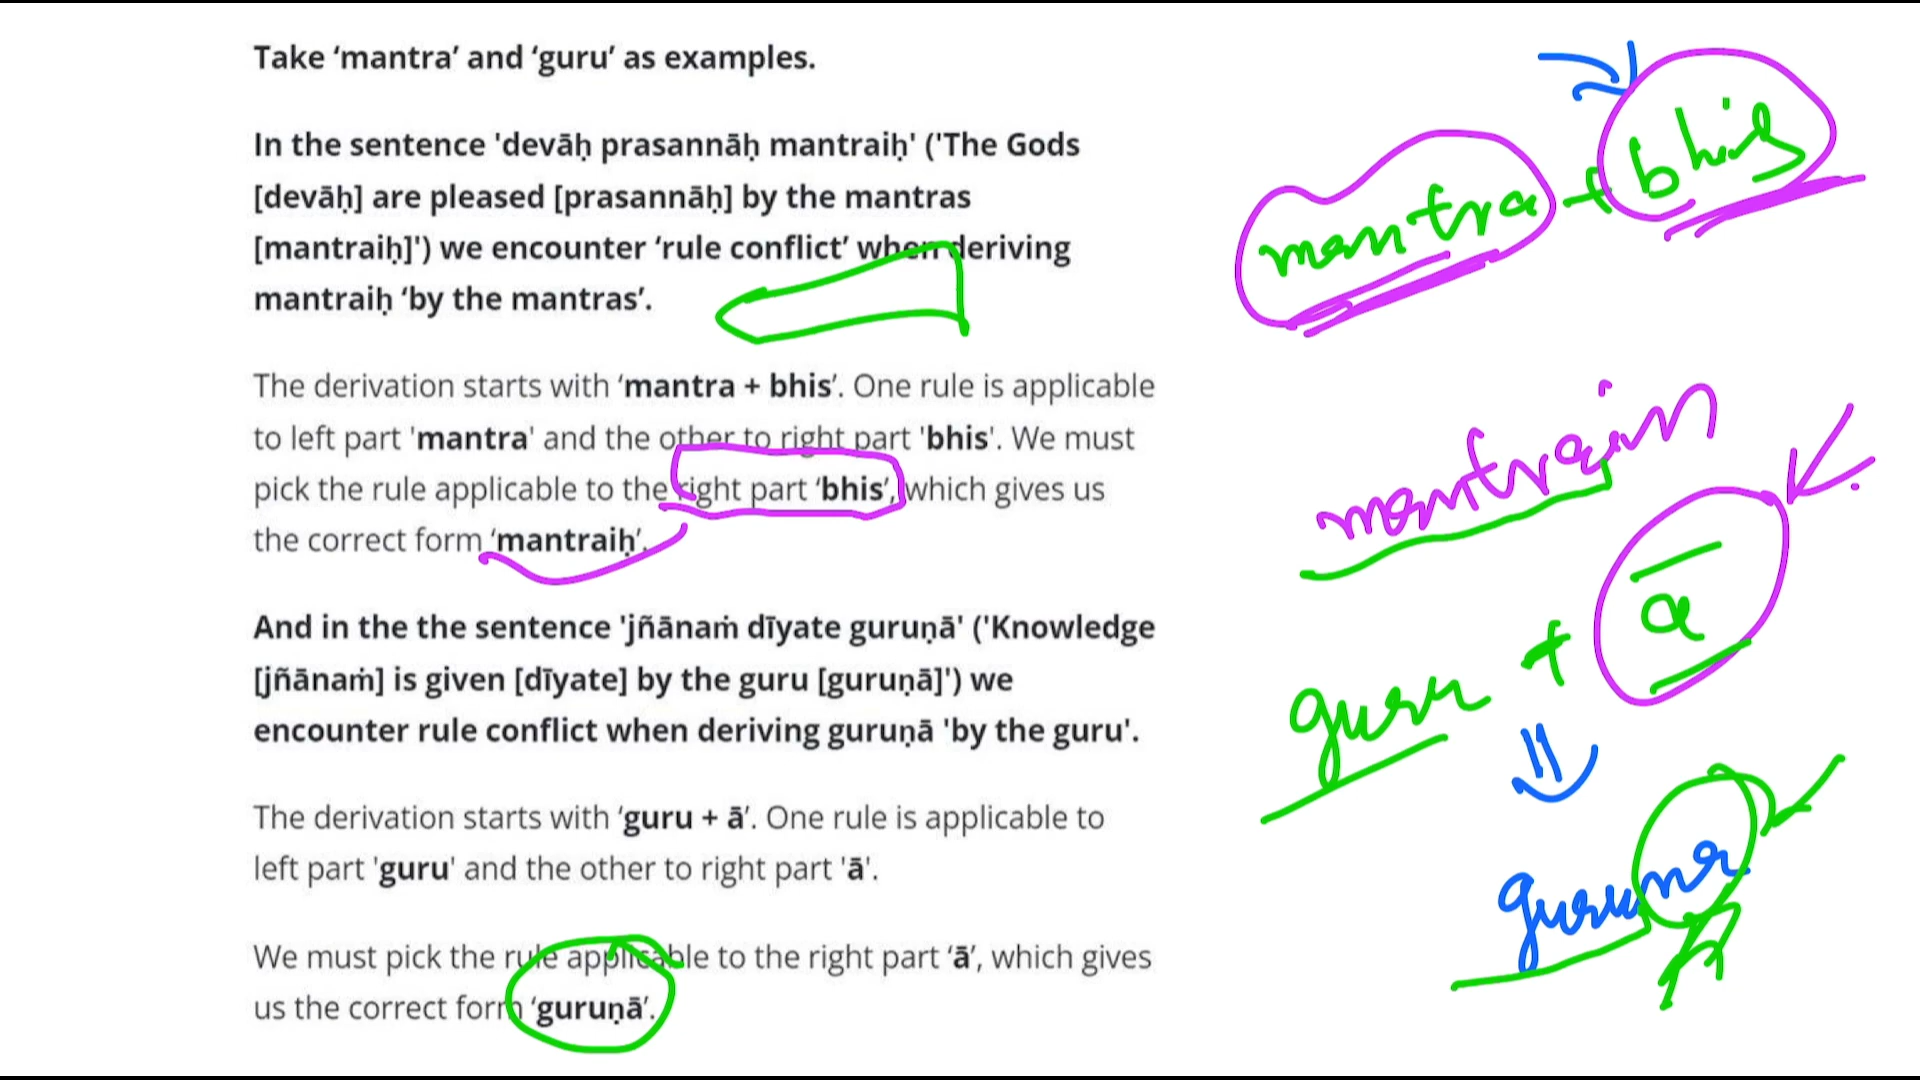 Take ‘mantra’ and ‘guru’ as examples.
In the sentence 'devāḥ prasannāḥ mantraiḥ' ('The Gods
[devāḥ] are pleased [prasannāḥ] by the mantras
[mantraiḥ]') we encounter ‘rule conflict’ when deriving
mantraiḥ ‘by the mantras’.
The derivation starts with ‘mantra + bhis’. One rule is applicable
to left part 'mantra' and the other to right part 'bhis'. We must
pick the rule applicable to the right part ‘bhis’, which gives us
the correct form ‘mantraiḥ’.
And in the the sentence 'jñānaṁ dīyate guruṇā' ('Knowledge
[jñānaṁ] is given [dīyate] by the guru [guruṇā]') we
encounter rule conflict when deriving guruṇā 'by the guru'.
The derivation starts with ‘guru + ā’. One rule is applicable to
left part 'guru' and the other to right part 'ā'.
We must pick the rule applicable to the right part ‘ā’, which gives
us the correct form ‘guruṇā’.
mantra + bhis
guru + ā
guruna